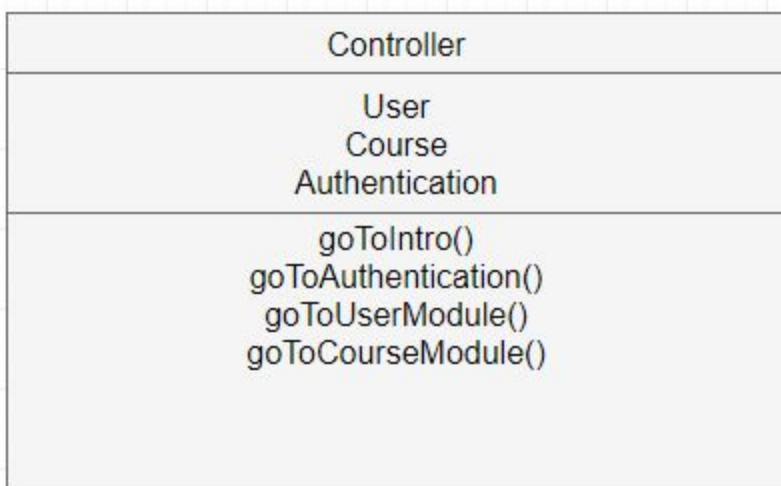 Controller
User
Course
Authentication
goToIntro()
goToAuthentication()
goToUserModule()
goToCourseModule()